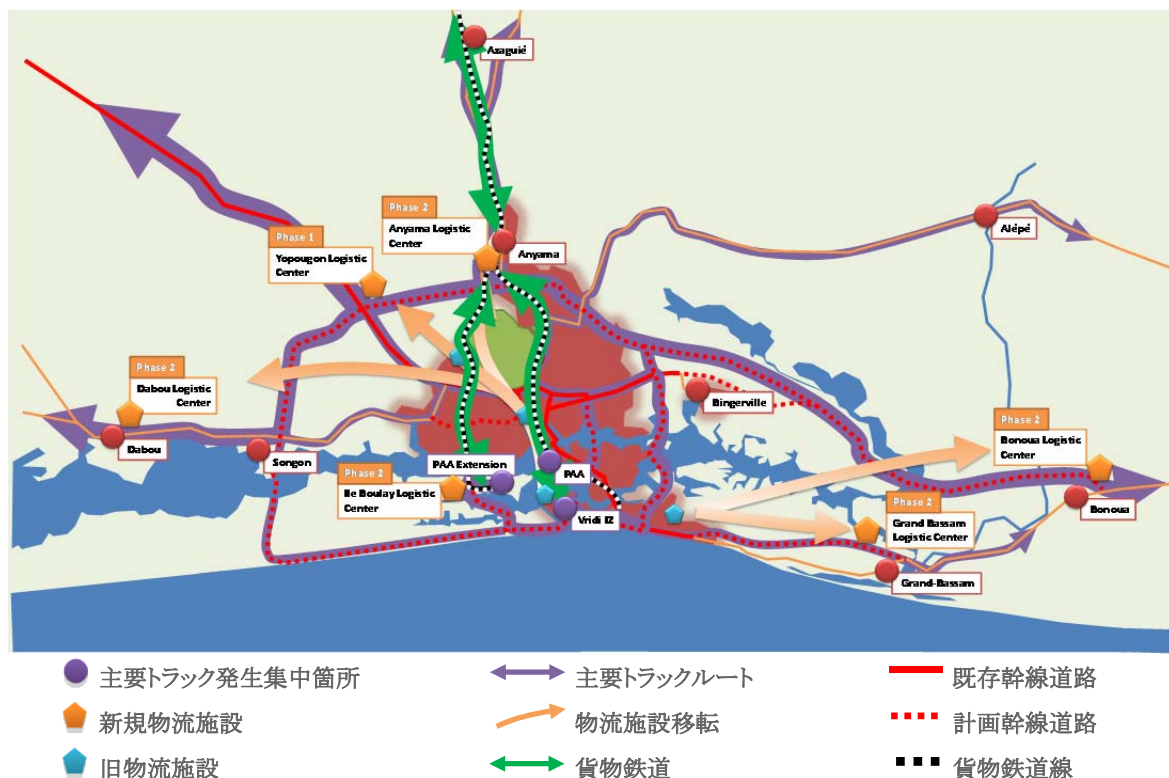 Azaguié
Phase 2
Anyama Logistic
Center
Anyama
Alépé
Phase 1
Yopougon Logistic
Center
Phase 2
Dabou Logistic
Center
Dabou
Songon
Bingerville
Phase 2
Bonoua Logistic
Center
Bonoua
PAA Extension
PAA
Phase 2
Ile Boulay Logistic
Center
Vridi IZ
Phase 2
Grand Bassam
Logistic Center
Grand-Bassam
主要トラック発生集中箇所
主要トラックルート
既存幹線道路
新規物流施設
物流施設移転
計画幹線道路
旧物流施設
貨物鉄道
貨物鉄道線